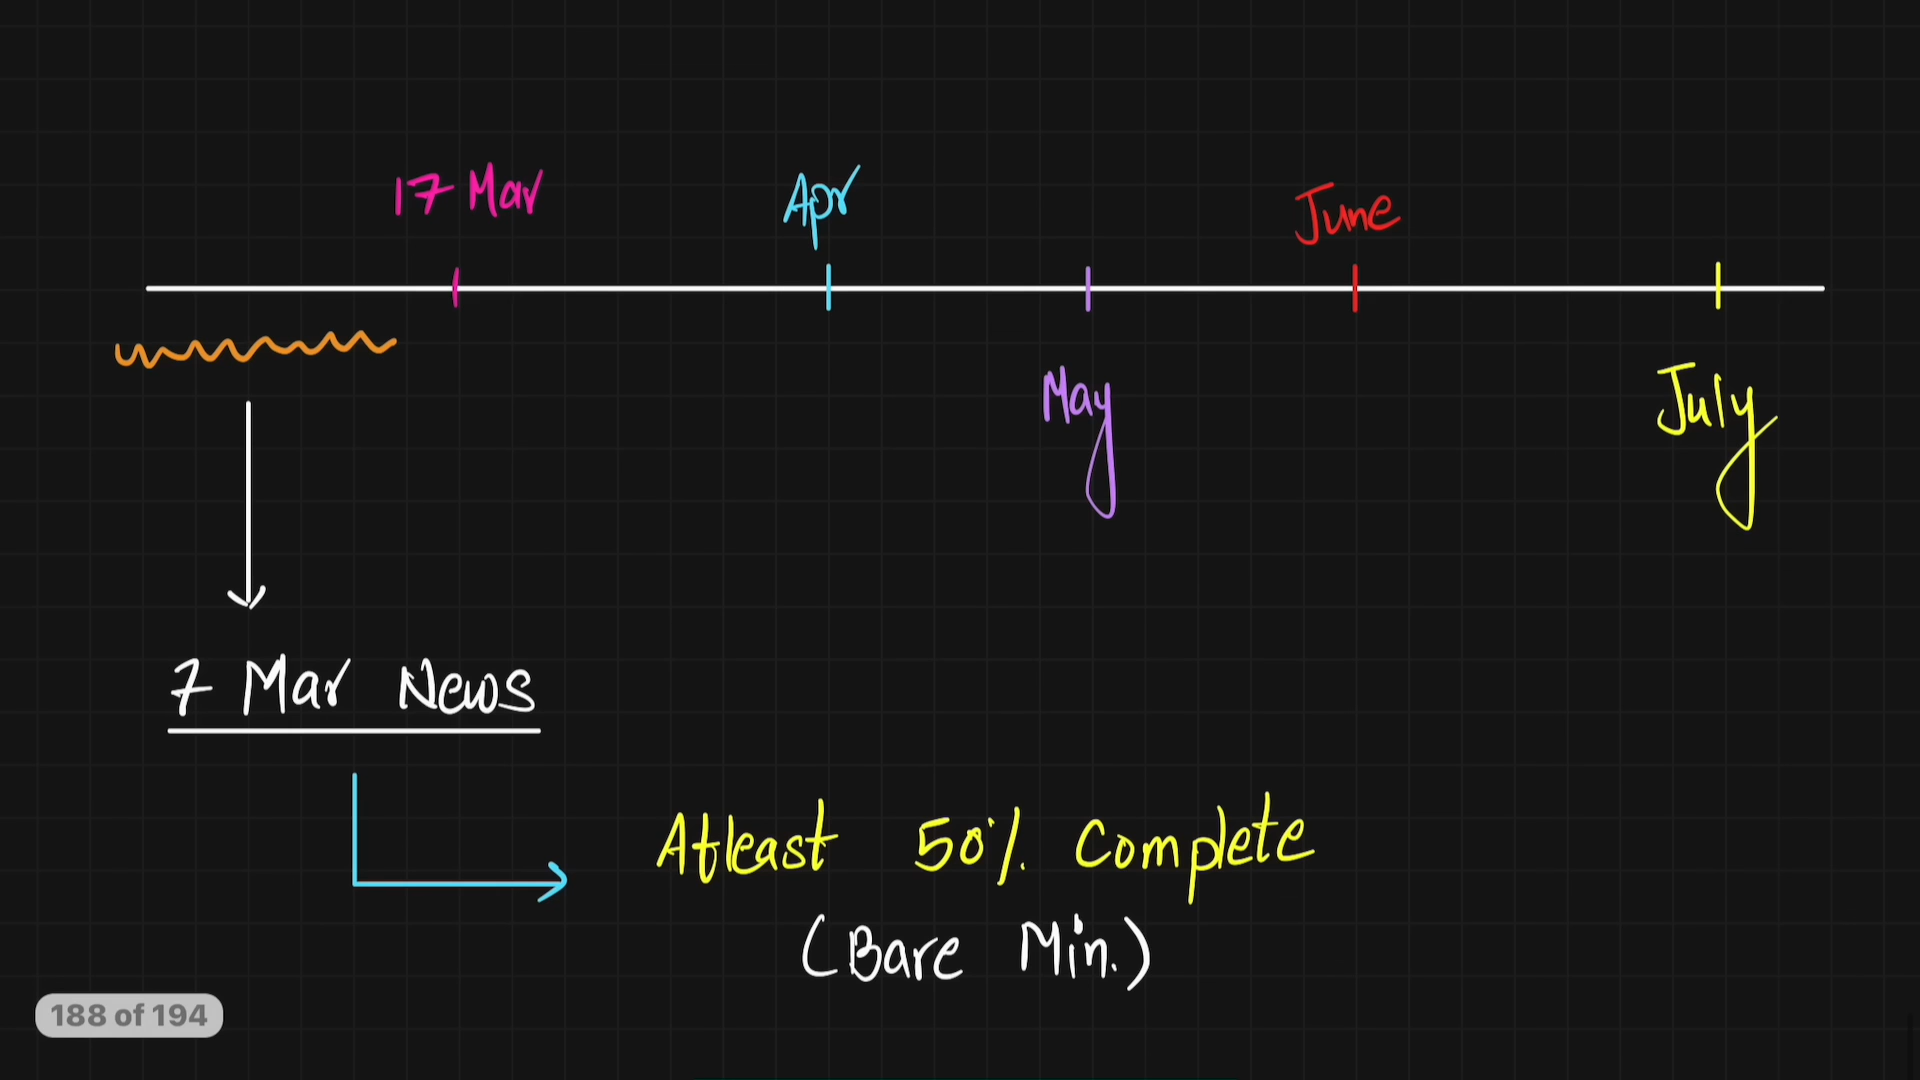 17 Mar
Apr
June
May
July
7 Mar News
Atleast 50% Complete
(Bare Min.)
188 of 194